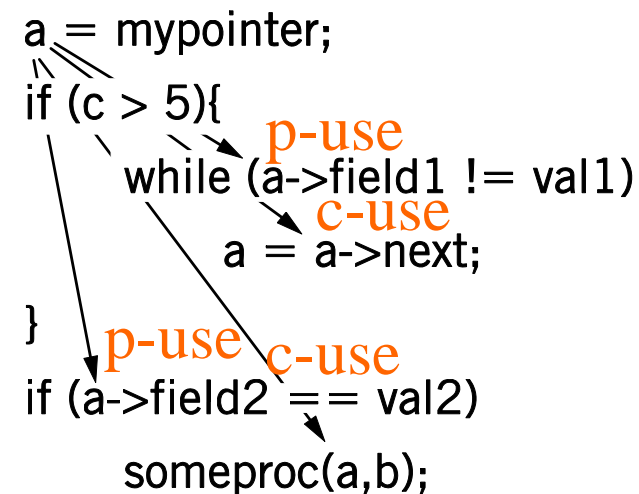 a = mypointer;
if (c > 5){
p-use
while (a->field1 != val1)
c-use
a = a->next;
}
p-use c-use
if (a->field2 == val2)
someproc(a,b);